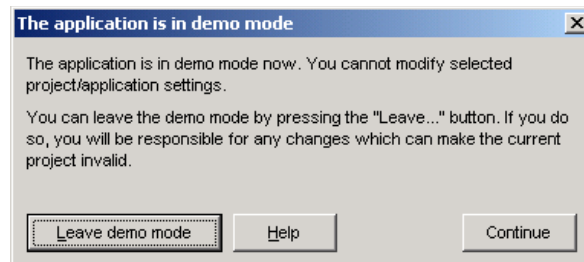 The application is in demo mode
The application is in demo mode now. You cannot modify selected
project/application settings.
You can leave the demo mode by pressing the "Leave..." button. If you do
so, you will be responsible for any changes which can make the current
project invalid.
Leave demo mode Help Continue